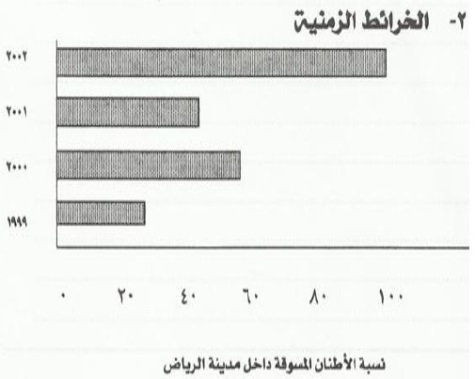 ٢- الخرائط الزمنية
٢٠٠٢
٢٠٠١
٢٠٠٠
١٩٩٩
٠ ٢٠ ٤٠ ٦٠ ٨٠ ١٠٠
نسبة الأطنان المسوقة داخل مدينة الرياض